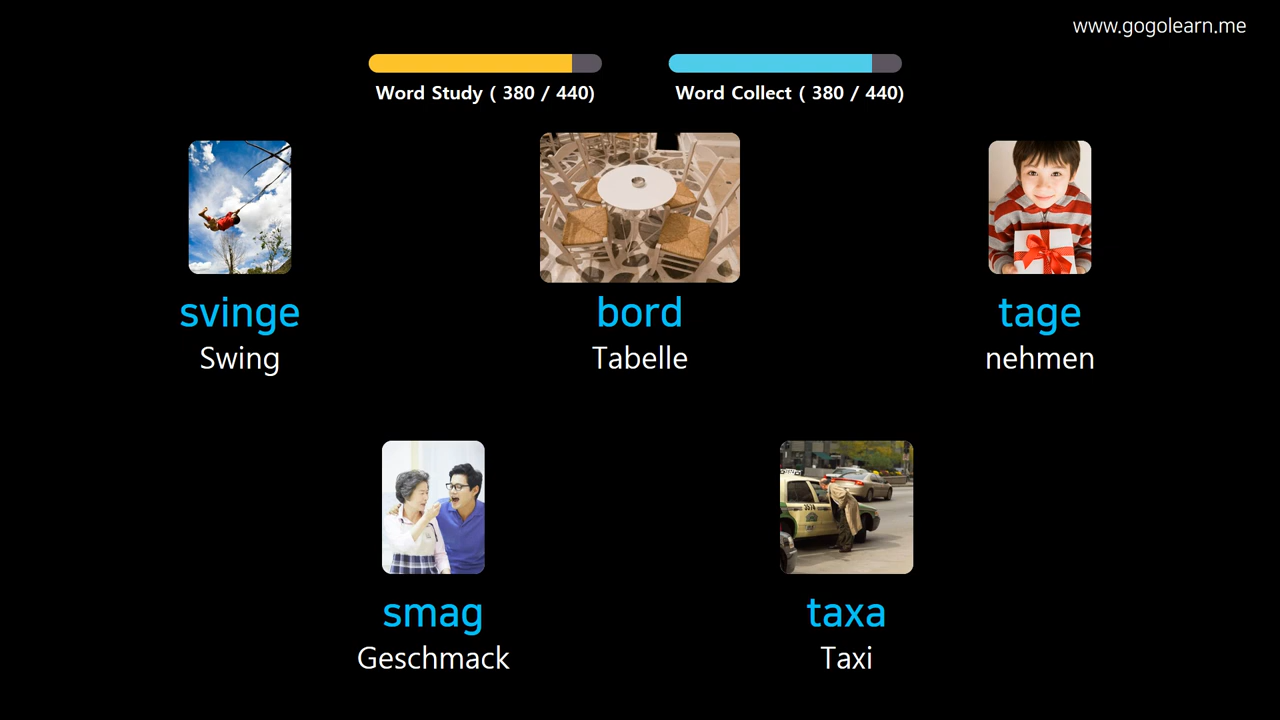 www.gogolearn.me
Word Study ( 380 / 440)
Word Collect ( 380 / 440)
svinge
Swing
bord
Tabelle
tage
nehmen
smag
Geschmack
taxa
Taxi